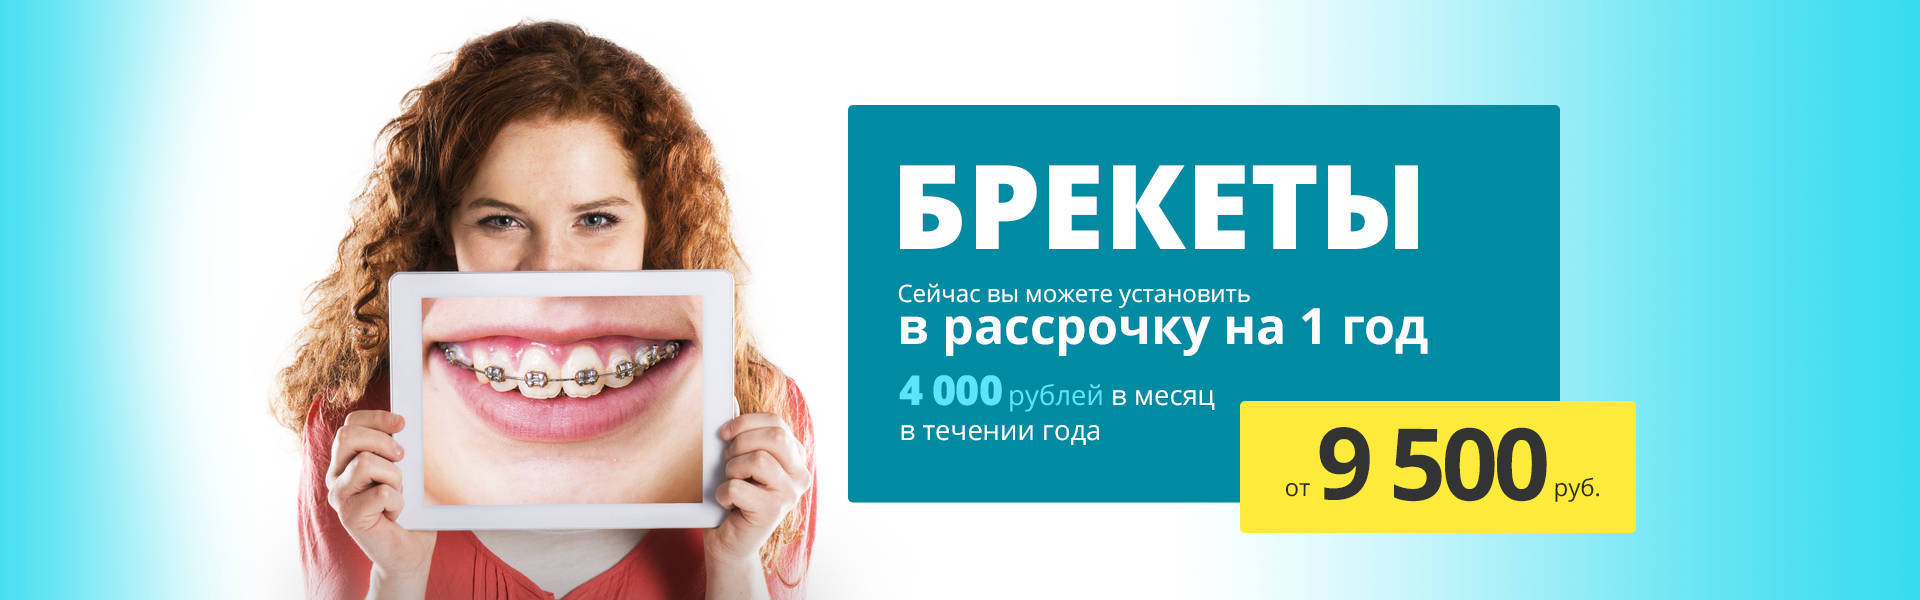 БРЕКЕТЫ
Сейчас вы можете установить
в рассрочку на 1 год
4 000 рублей в месяц
в течении года
от 9 500 руб.